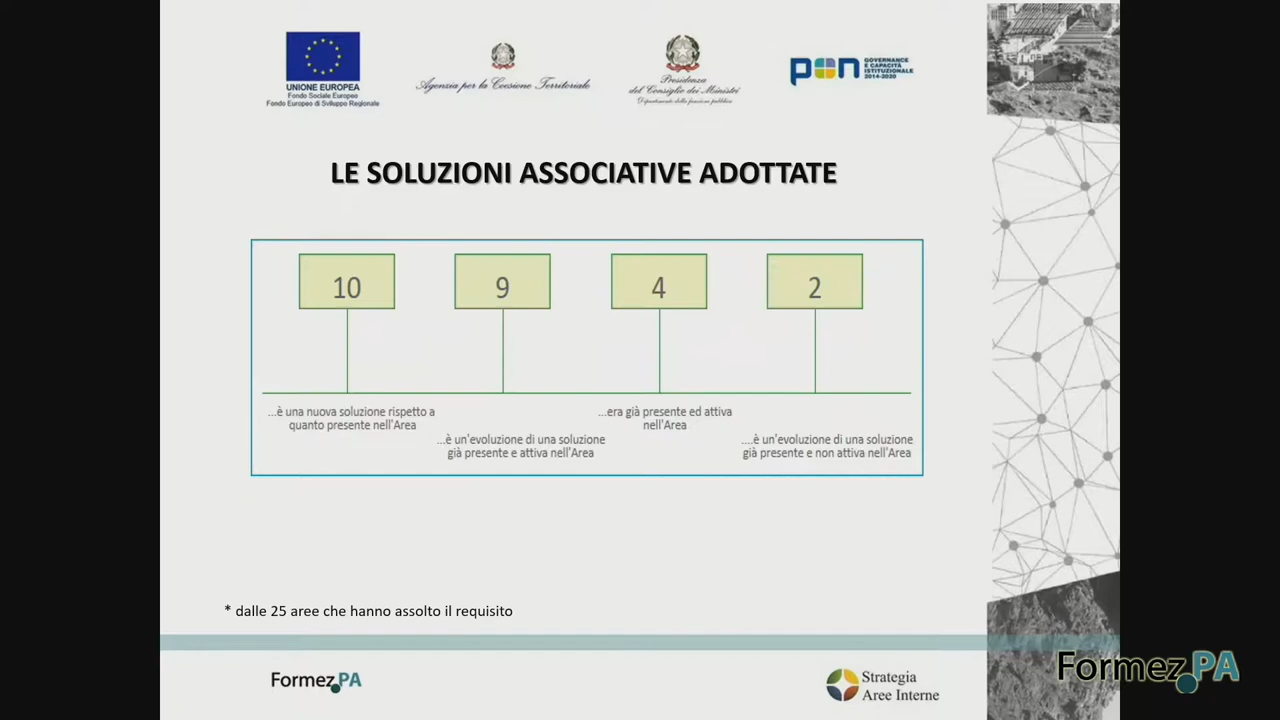 UNIONE EUROPEA
Fondo Sociale Europeo
Fondo Europeo di Sviluppo Regionale
Agenzia per la Coesione Territoriale
Presidenza
del Consiglio dei Ministri
Dipartimento della funzione pubblica
pon GOVERNANCE
E CAPACITÀ
ISTITUZIONALE
2014-2020
LE SOLUZIONI ASSOCIATIVE ADOTTATE
10
9
4
2
...è una nuova soluzione rispetto a
quanto presente nell'Area
...è un'evoluzione di una soluzione
già presente e attiva nell'Area
...era già presente ed attiva
nell'Area
....è un'evoluzione di una soluzione
già presente e non attiva nell'Area
* dalle 25 aree che hanno assolto il requisito
Formez PA
Strategia
Aree Interne
Formez PA